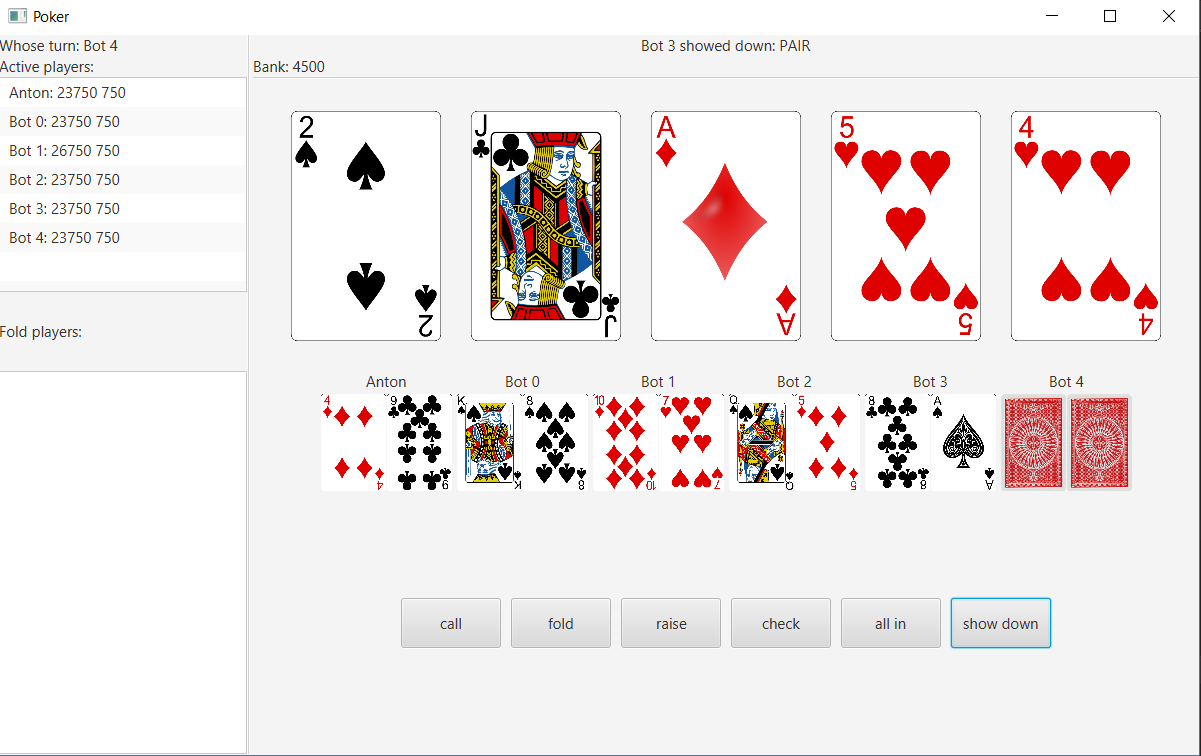 Poker
Whose turn: Bot 4
Active players:
Anton: 23750 750
Bot 0: 23750 750
Bot 1: 26750 750
Bot 2: 23750 750
Bot 3: 23750 750
Bot 4: 23750 750
Fold players:
Bot 3 showed down: PAIR
Bank: 4500
2 J A 5 4
2 J A 5 4
Anton Bot 0 Bot 1 Bot 2 Bot 3 Bot 4
4 9 K 8 10 7 Q 5 8 A
4 9 K 8 10 7 Q 5 8 A
call fold raise check all in show down